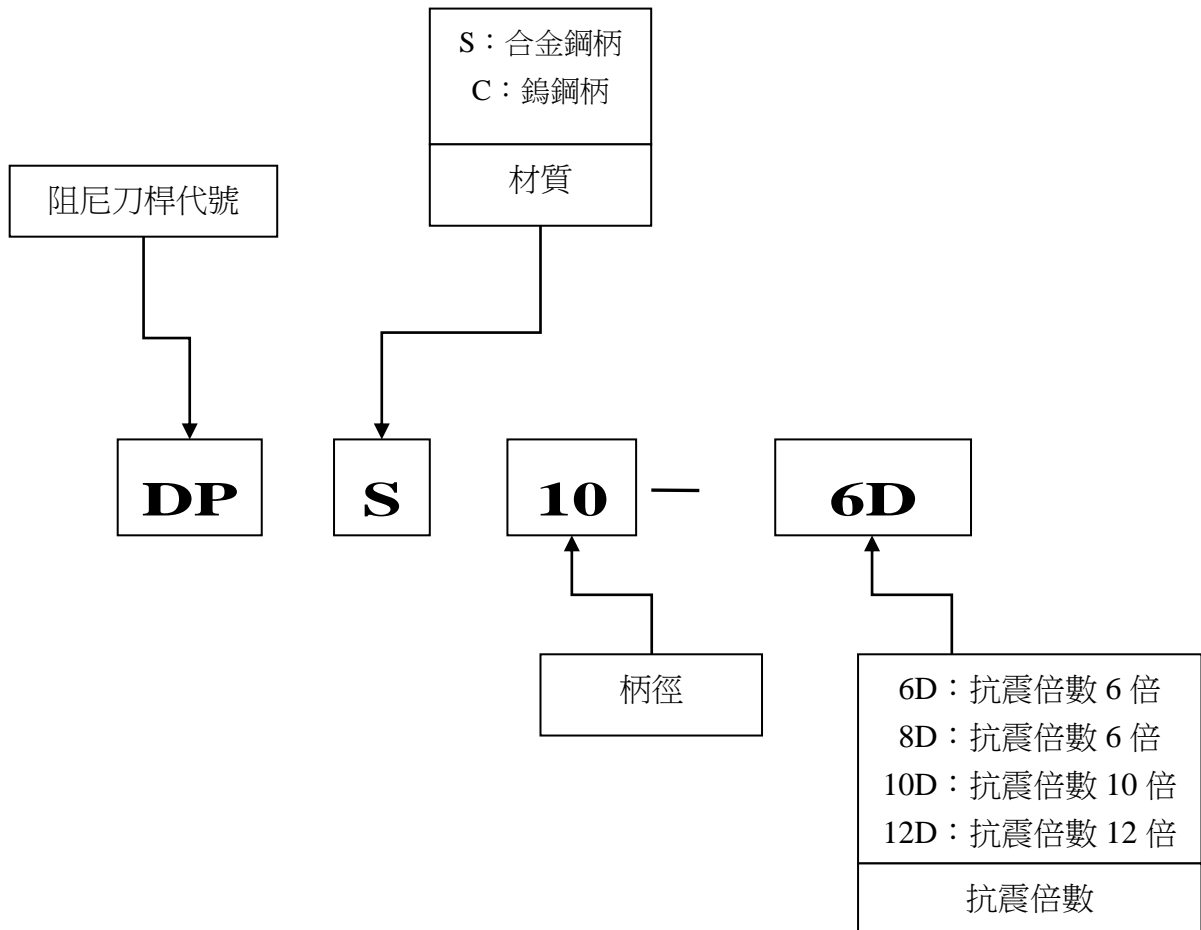 S：合金鋼柄
C：鎢鋼柄
材質
阻尼刀桿代號
DP S 10 — 6D
柄徑
6D：抗震倍數 6 倍
8D：抗震倍數 6 倍
10D：抗震倍數 10 倍
12D：抗震倍數 12 倍
抗震倍數